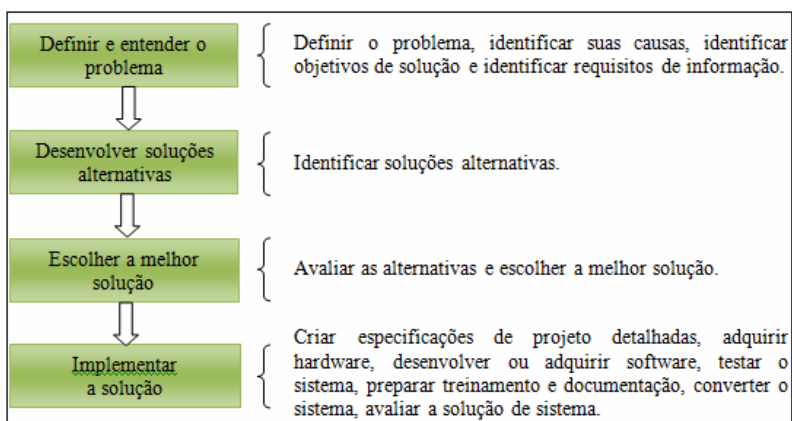 Definir e entender o
problema
Definir o problema, identificar suas causas, identificar
objetivos de solução e identificar requisitos de informação.
Desenvolver soluções
alternativas
Identificar soluções alternativas.
Escolher a melhor
solução
Avaliar as alternativas e escolher a melhor solução.
Implementar
a solução
Criar especificações de projeto detalhadas, adquirir
hardware, desenvolver ou adquirir software, testar o
sistema, preparar treinamento e documentação, converter o
sistema, avaliar a solução de sistema.